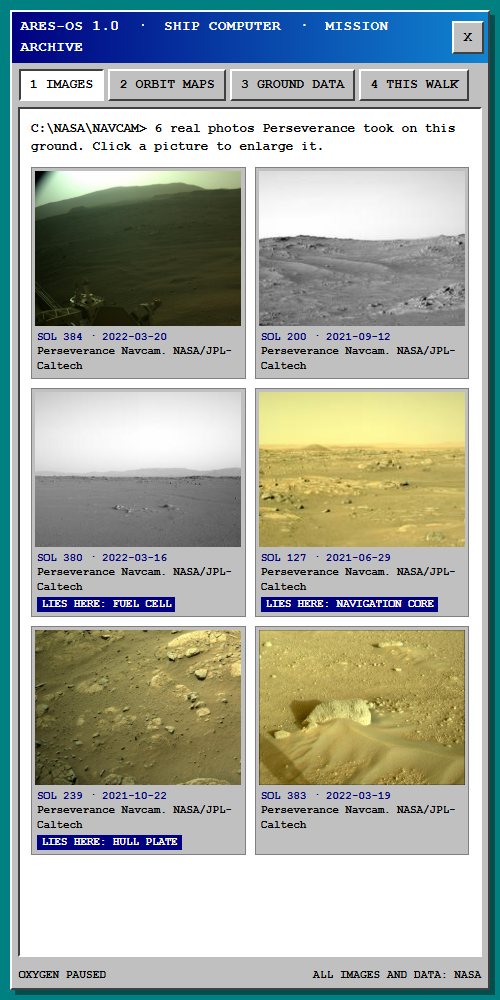 ARES-OS 1.0 · SHIP COMPUTER · MISSION
ARCHIVE
X
1 IMAGES
2 ORBIT MAPS
3 GROUND DATA
4 THIS WALK
C:\NASA\NAVCAM> 6 real photos Perseverance took on this
ground. Click a picture to enlarge it.
SOL 384 · 2022-03-20
Perseverance Navcam. NASA/JPL-
Caltech
SOL 200 · 2021-09-12
Perseverance Navcam. NASA/JPL-
Caltech
SOL 380 · 2022-03-16
Perseverance Navcam. NASA/JPL-
Caltech
LIES HERE: FUEL CELL
SOL 127 · 2021-06-29
Perseverance Navcam. NASA/JPL-
Caltech
LIES HERE: NAVIGATION CORE
SOL 239 · 2021-10-22
Perseverance Navcam. NASA/JPL-
Caltech
LIES HERE: HULL PLATE
SOL 383 · 2022-03-19
Perseverance Navcam. NASA/JPL-
Caltech
OXYGEN PAUSED
ALL IMAGES AND DATA: NASA